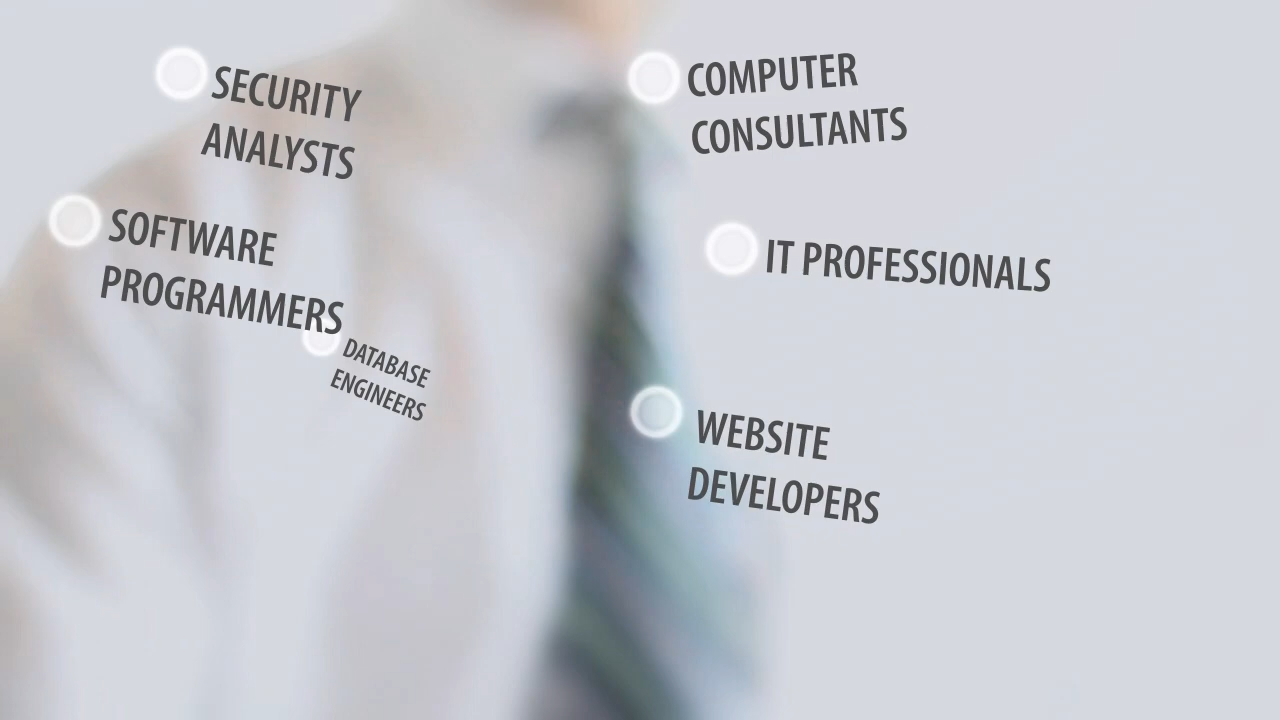 SECURITY
ANALYSTS
COMPUTER
CONSULTANTS
SOFTWARE
PROGRAMMERS
IT PROFESSIONALS
DATABASE
ENGINEERS
WEBSITE
DEVELOPERS